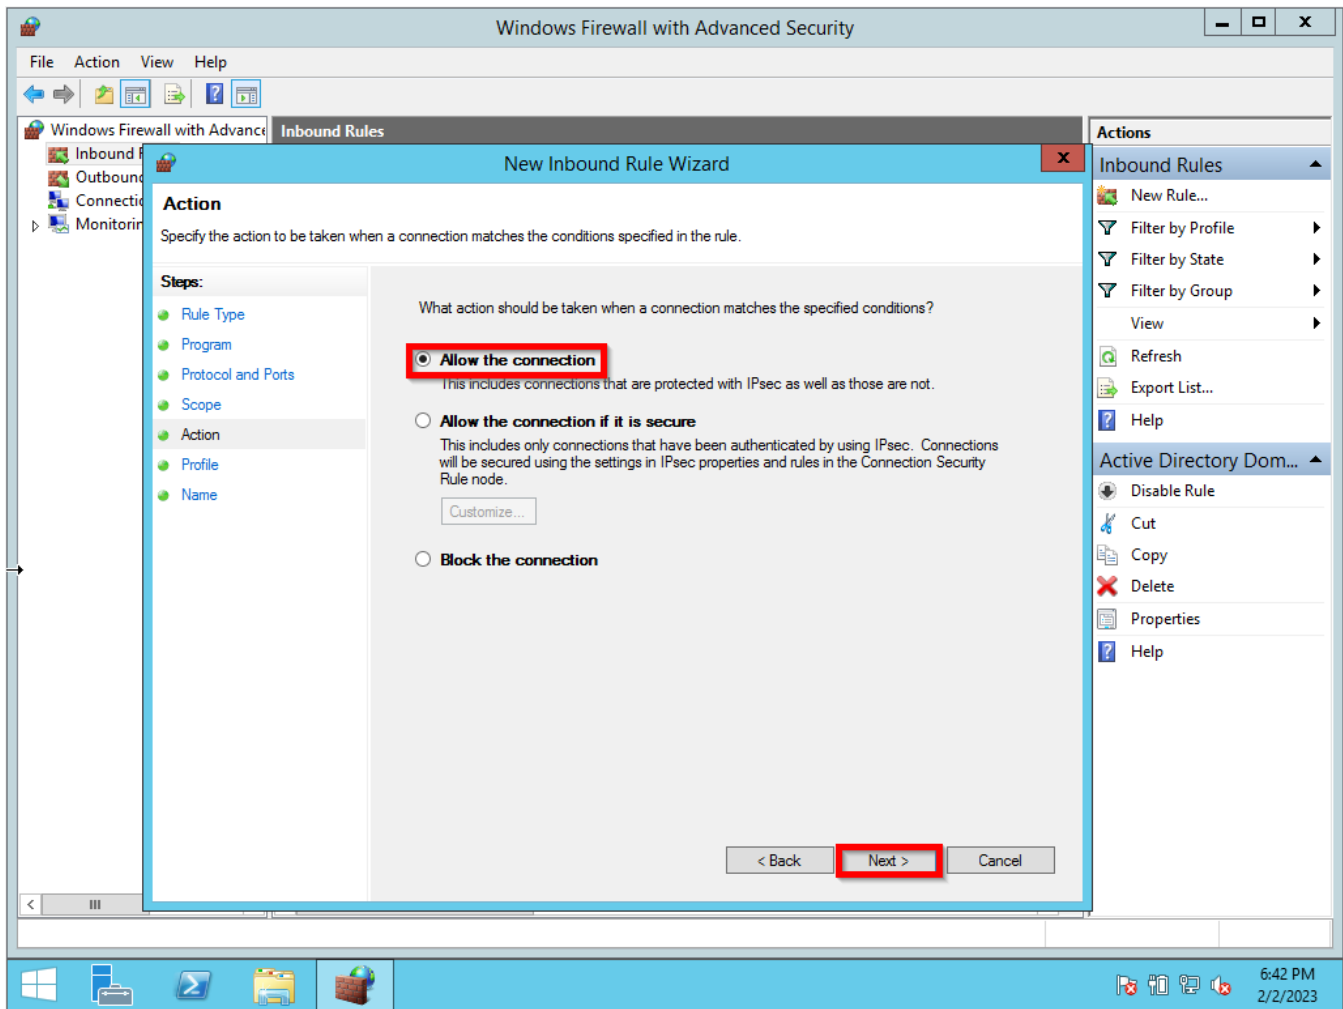 Windows Firewall with Advanced Security
File Action View Help
Windows Firewall with Advance
Inbound
Outbound
Connectio
Monitorin
Inbound Rules
New Inbound Rule Wizard
Action
Specify the action to be taken when a connection matches the conditions specified in the rule.
Steps:
Rule Type
Program
Protocol and Ports
Scope
Action
Profile
Name
What action should be taken when a connection matches the specified conditions?
Allow the connection
This includes connections that are protected with IPsec as well as those are not.
Allow the connection if it is secure
This includes only connections that have been authenticated by using IPsec. Connections
will be secured using the settings in IPsec properties and rules in the Connection Security
Rule node.
Customize...
Block the connection
< Back
Next >
Cancel
Actions
Inbound Rules
New Rule...
Filter by Profile
Filter by State
Filter by Group
View
Refresh
Export List...
Help
Active Directory Dom...
Disable Rule
Cut
Copy
Delete
Properties
Help
6:42 PM
2/2/2023